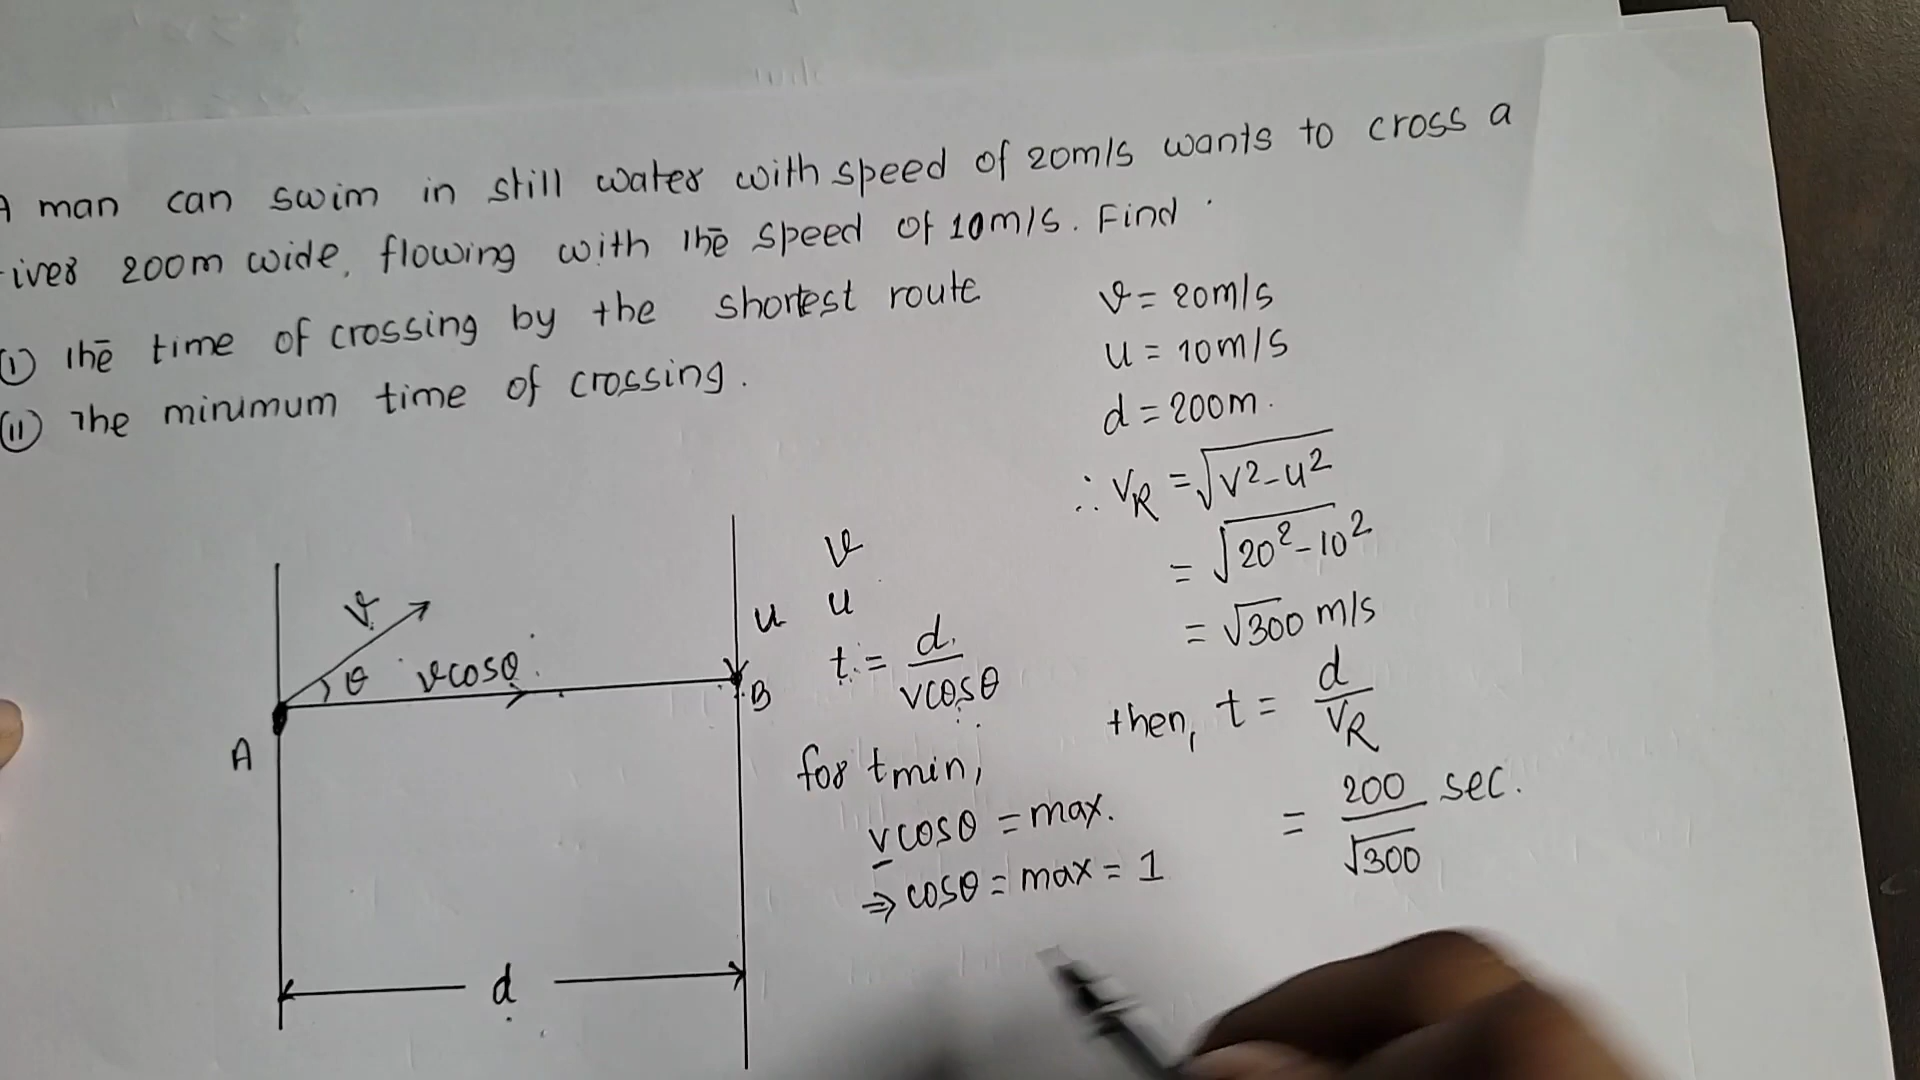 A man can swim in still water with speed of 20m/s wants to cross a
river 200m wide, flowing with the speed of 10m/s. Find
(i) The time of crossing by the shortest route
(ii) The minimum time of crossing.
v = 20m/s
u = 10m/s
d = 200m.
∴ VR = √(v² - u²)
= √(20² - 10²)
= √300 m/s
then, t = d/VR
= 200/√300 sec.
v
θ vcosθ
A
B
u
d
v
u
t = d/vcosθ
for tmin,
vcosθ = max.
⇒ cosθ = max = 1